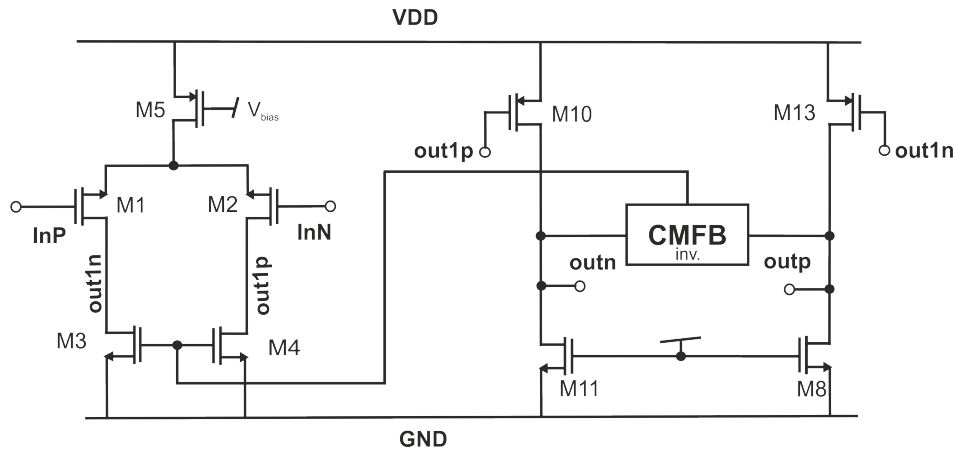 VDD
M5
Vbias
M10
M13
out1p
out1n
M1
M2
InP
InN
CMFB
inv.
out1n
out1p
outn
outp
M3
M4
M11
M8
GND